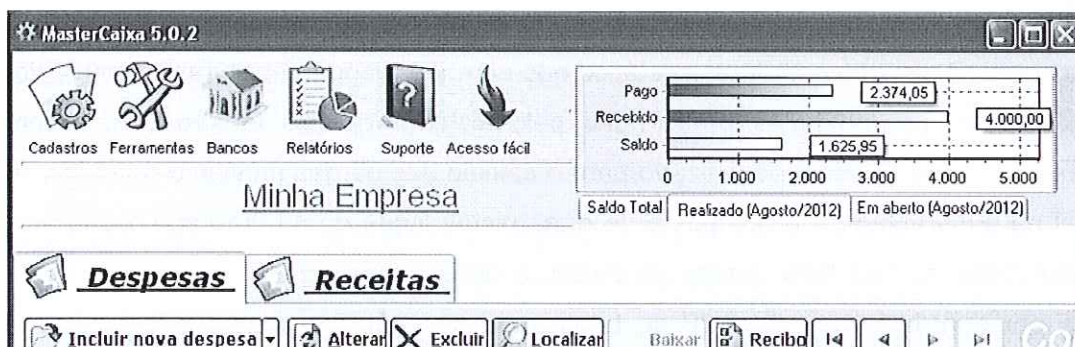 MasterCaixa 5.0.2
Cadastros Ferramentas Bancos Relatórios Suporte Acesso fácil
Minha Empresa
Pago 2.374,05
Recebido 4.000,00
Saldo 1.625,95
0 1.000 2.000 3.000 4.000 5.000
Saldo Total Realizado (Agosto/2012) Em aberto (Agosto/2012)
Despesas Receitas
Incluir nova despesa Alterar Excluir Localizar Baixar Recibo